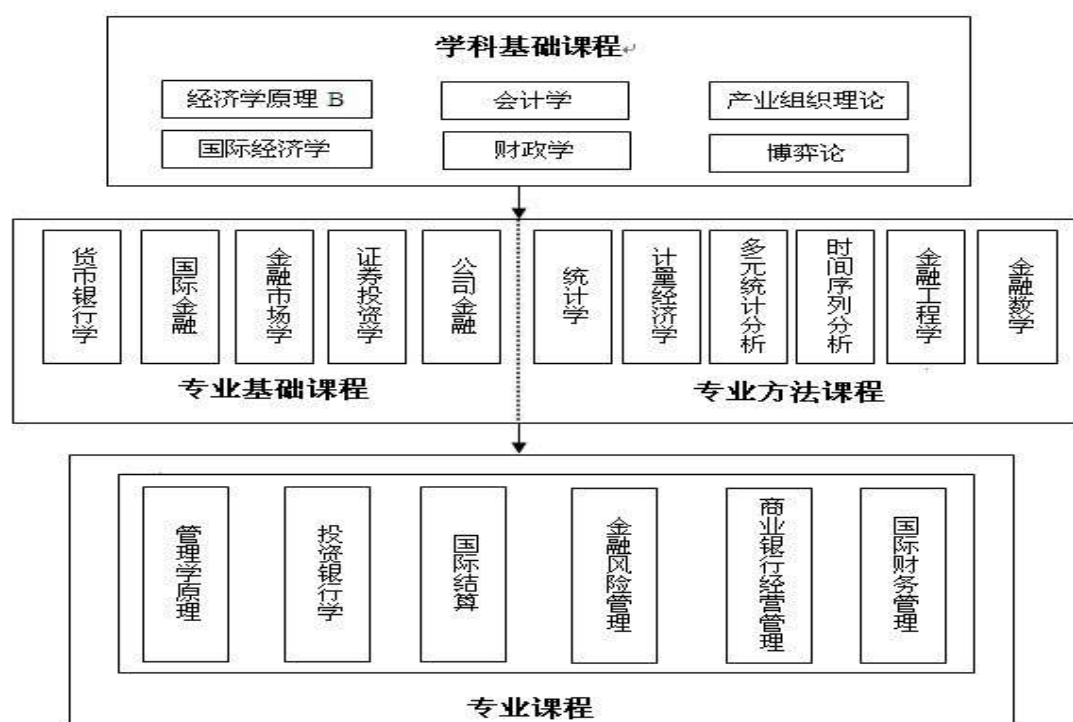 学科基础课程
经济学原理 B
会计学
产业组织理论
国际经济学
财政学
博弈论
货币银行学
国际金融
金融市场学
证券投资学
公司金融
统计学
计量经济学
多元统计分析
时间序列分析
金融工程学
金融数学
专业基础课程
专业方法课程
管理学原理
投资银行学
国际结算
金融风险管理
商业银行经营管理
国际财务管理
专业课程